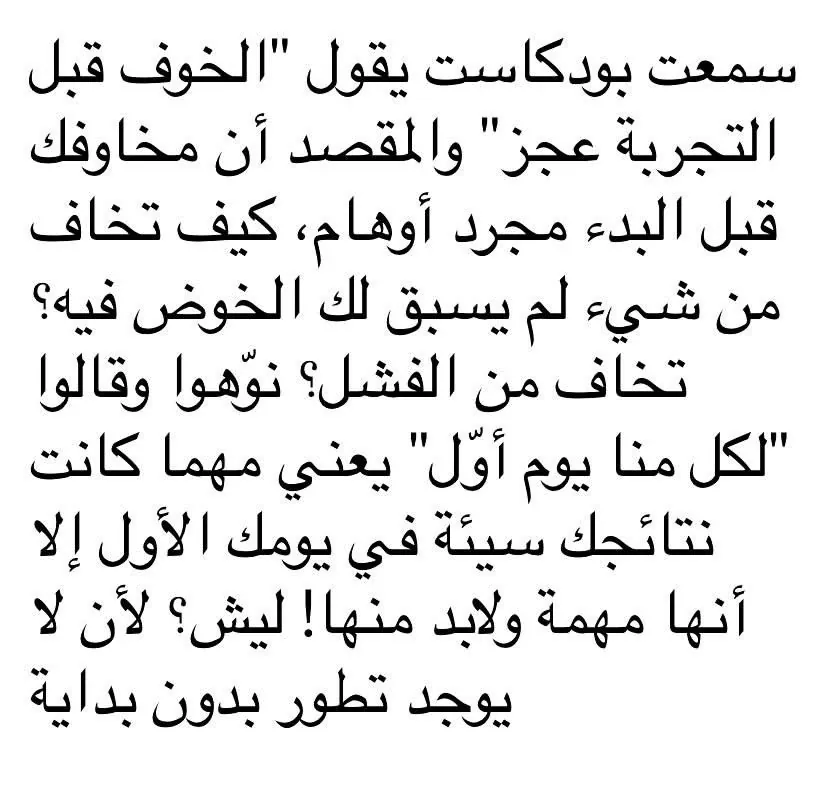 سمعت بودكاست يقول "الخوف قبل
التجربة عجز" والمقصد أن مخاوفك
قبل البدء مجرد أوهام، كيف تخاف
من شيء لم يسبق لك الخوض فيه؟
تخاف من الفشل؟ نوّهوا وقالوا
"لكل منا يوم أوّل" يعني مهما كانت
نتائجك سيئة في يومك الأول إلا
أنها مهمة ولابد منها! ليش؟ لأن لا
يوجد تطور بدون بداية